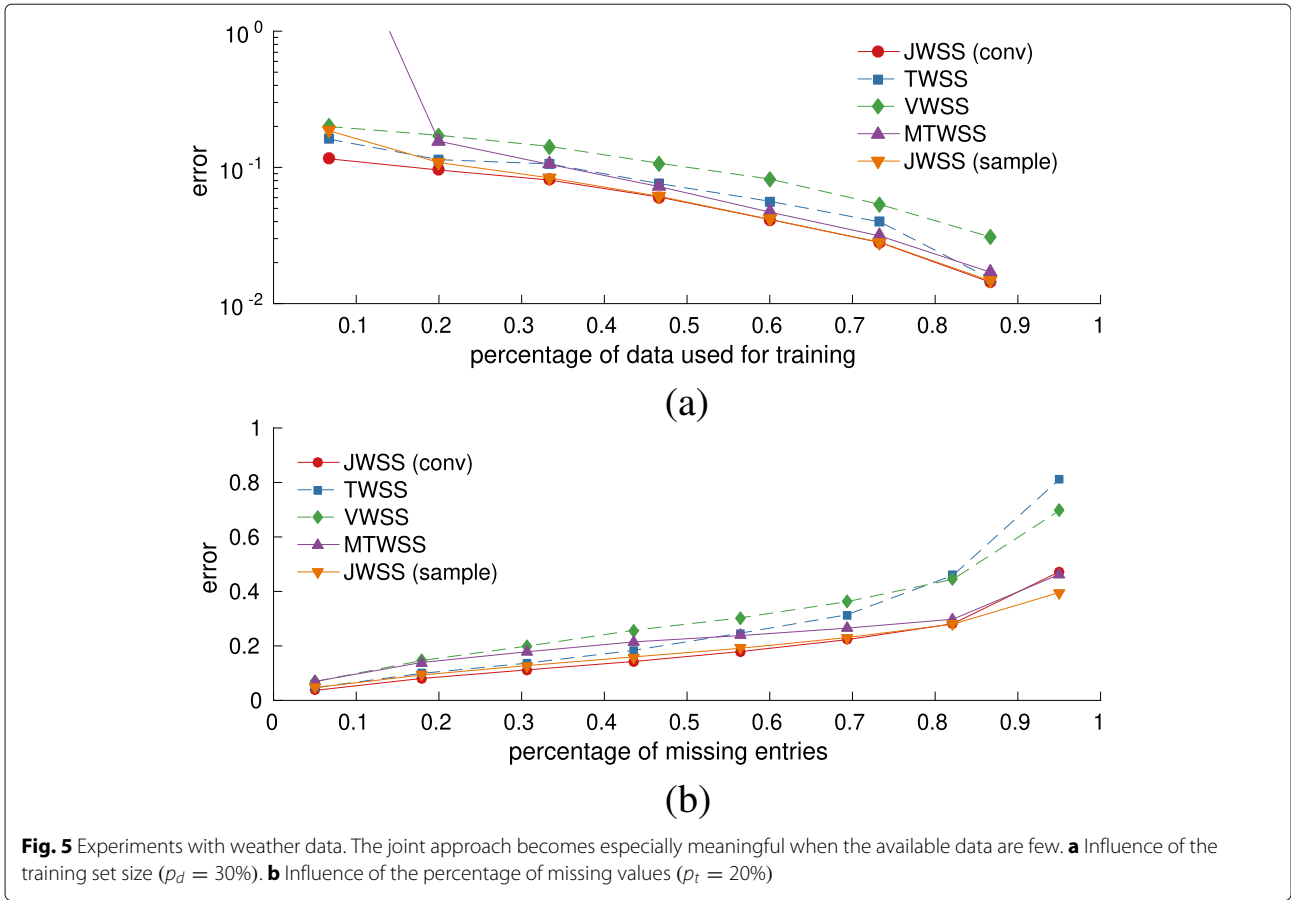 10^0
10^-1
10^-2
error
JWSS (conv)
TWSS
VWSS
MTWSS
JWSS (sample)
0.1 0.2 0.3 0.4 0.5 0.6 0.7 0.8 0.9 1
percentage of data used for training
(a)
1
0.8
0.6
0.4
0.2
0
error
JWSS (conv)
TWSS
VWSS
MTWSS
JWSS (sample)
0 0.1 0.2 0.3 0.4 0.5 0.6 0.7 0.8 0.9 1
percentage of missing entries
(b)
Fig. 5 Experiments with weather data. The joint approach becomes especially meaningful when the available data are few. a Influence of the
training set size (p_d = 30%). b Influence of the percentage of missing values (p_t = 20%)